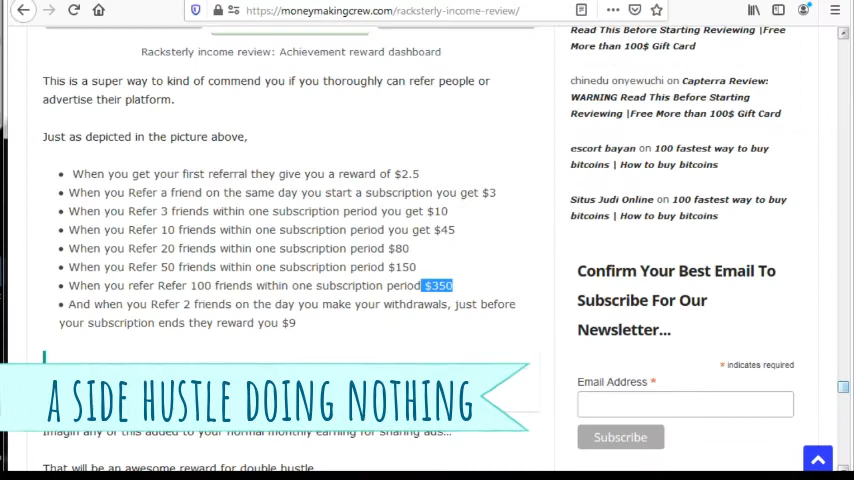 https://moneymakingcrew.com/racksterly-income-review/
Racksterly income review: Achievement reward dashboard
This is a super way to kind of commend you if you thoroughly can refer people or
advertise their platform.
Just as depicted in the picture above,
When you get your first referral they give you a reward of $2.5
When you Refer a friend on the same day you start a subscription you get $3
When you Refer 3 friends within one subscription period you get $10
When you Refer 10 friends within one subscription period you get $45
When you Refer 20 friends within one subscription period $80
When you Refer 50 friends within one subscription period $150
When you refer Refer 100 friends within one subscription period $350
And when you Refer 2 friends on the day you make your withdrawals, just before
your subscription ends they reward you $9
A SIDE HUSTLE DOING NOTHING
Imagin any of this added to your normal monthly earning for sharing ads...
That will be an awesome reward for double hustle
Read This Before Starting Reviewing |Free
More than 100$ Gift Card
chinedu onyewuchi on Capterra Review:
WARNING Read This Before Starting
Reviewing |Free More than 100$ Gift Card
escort bayan on 100 fastest way to buy
bitcoins | How to buy bitcoins
Situs Judi Online on 100 fastest way to buy
bitcoins | How to buy bitcoins
Confirm Your Best Email To
Subscribe For Our
Newsletter...
* indicates required
Email Address *
Subscribe